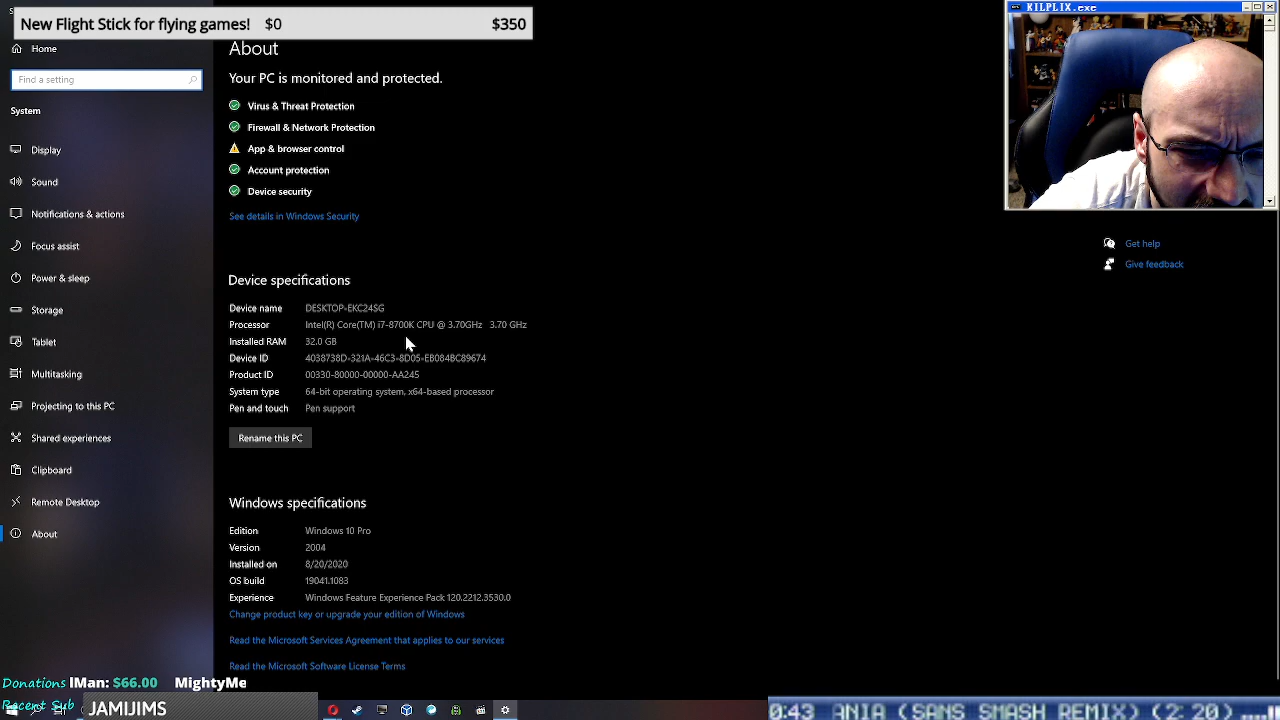 New Flight Stick for flying games! $0 $350
KILPLIX.exe
Home
About
Find a setting
Your PC is monitored and protected.
System
Virus & Threat Protection
Firewall & Network Protection
App & browser control
Account protection
Device security
See details in Windows Security
Display
Sound
Notifications & actions
Focus assist
Power & sleep
Storage
Tablet
Multitasking
Projecting to this PC
Shared experiences
Clipboard
Remote Desktop
About
Get help
Give feedback
Device specifications
Device name DESKTOP-EKC24SG
Processor Intel(R) Core(TM) i7-8700K CPU @ 3.70GHz 3.70 GHz
Installed RAM 32.0 GB
Device ID 4038738D-321A-46C3-8D05-EB084BC89674
Product ID 00330-80000-00000-AA245
System type 64-bit operating system, x64-based processor
Pen and touch Pen support
Rename this PC
Windows specifications
Edition Windows 10 Pro
Version 2004
Installed on 8/20/2020
OS build 19041.1083
Experience Windows Feature Experience Pack 120.2212.3530.0
Change product key or upgrade your edition of Windows
Read the Microsoft Services Agreement that applies to our services
Read the Microsoft Software License Terms
Donations IMan: $66.00 MightyMe
Recent Sub JAMIJIMS
0:43 ANIA (SANS SMASH REMIX) (2:20)